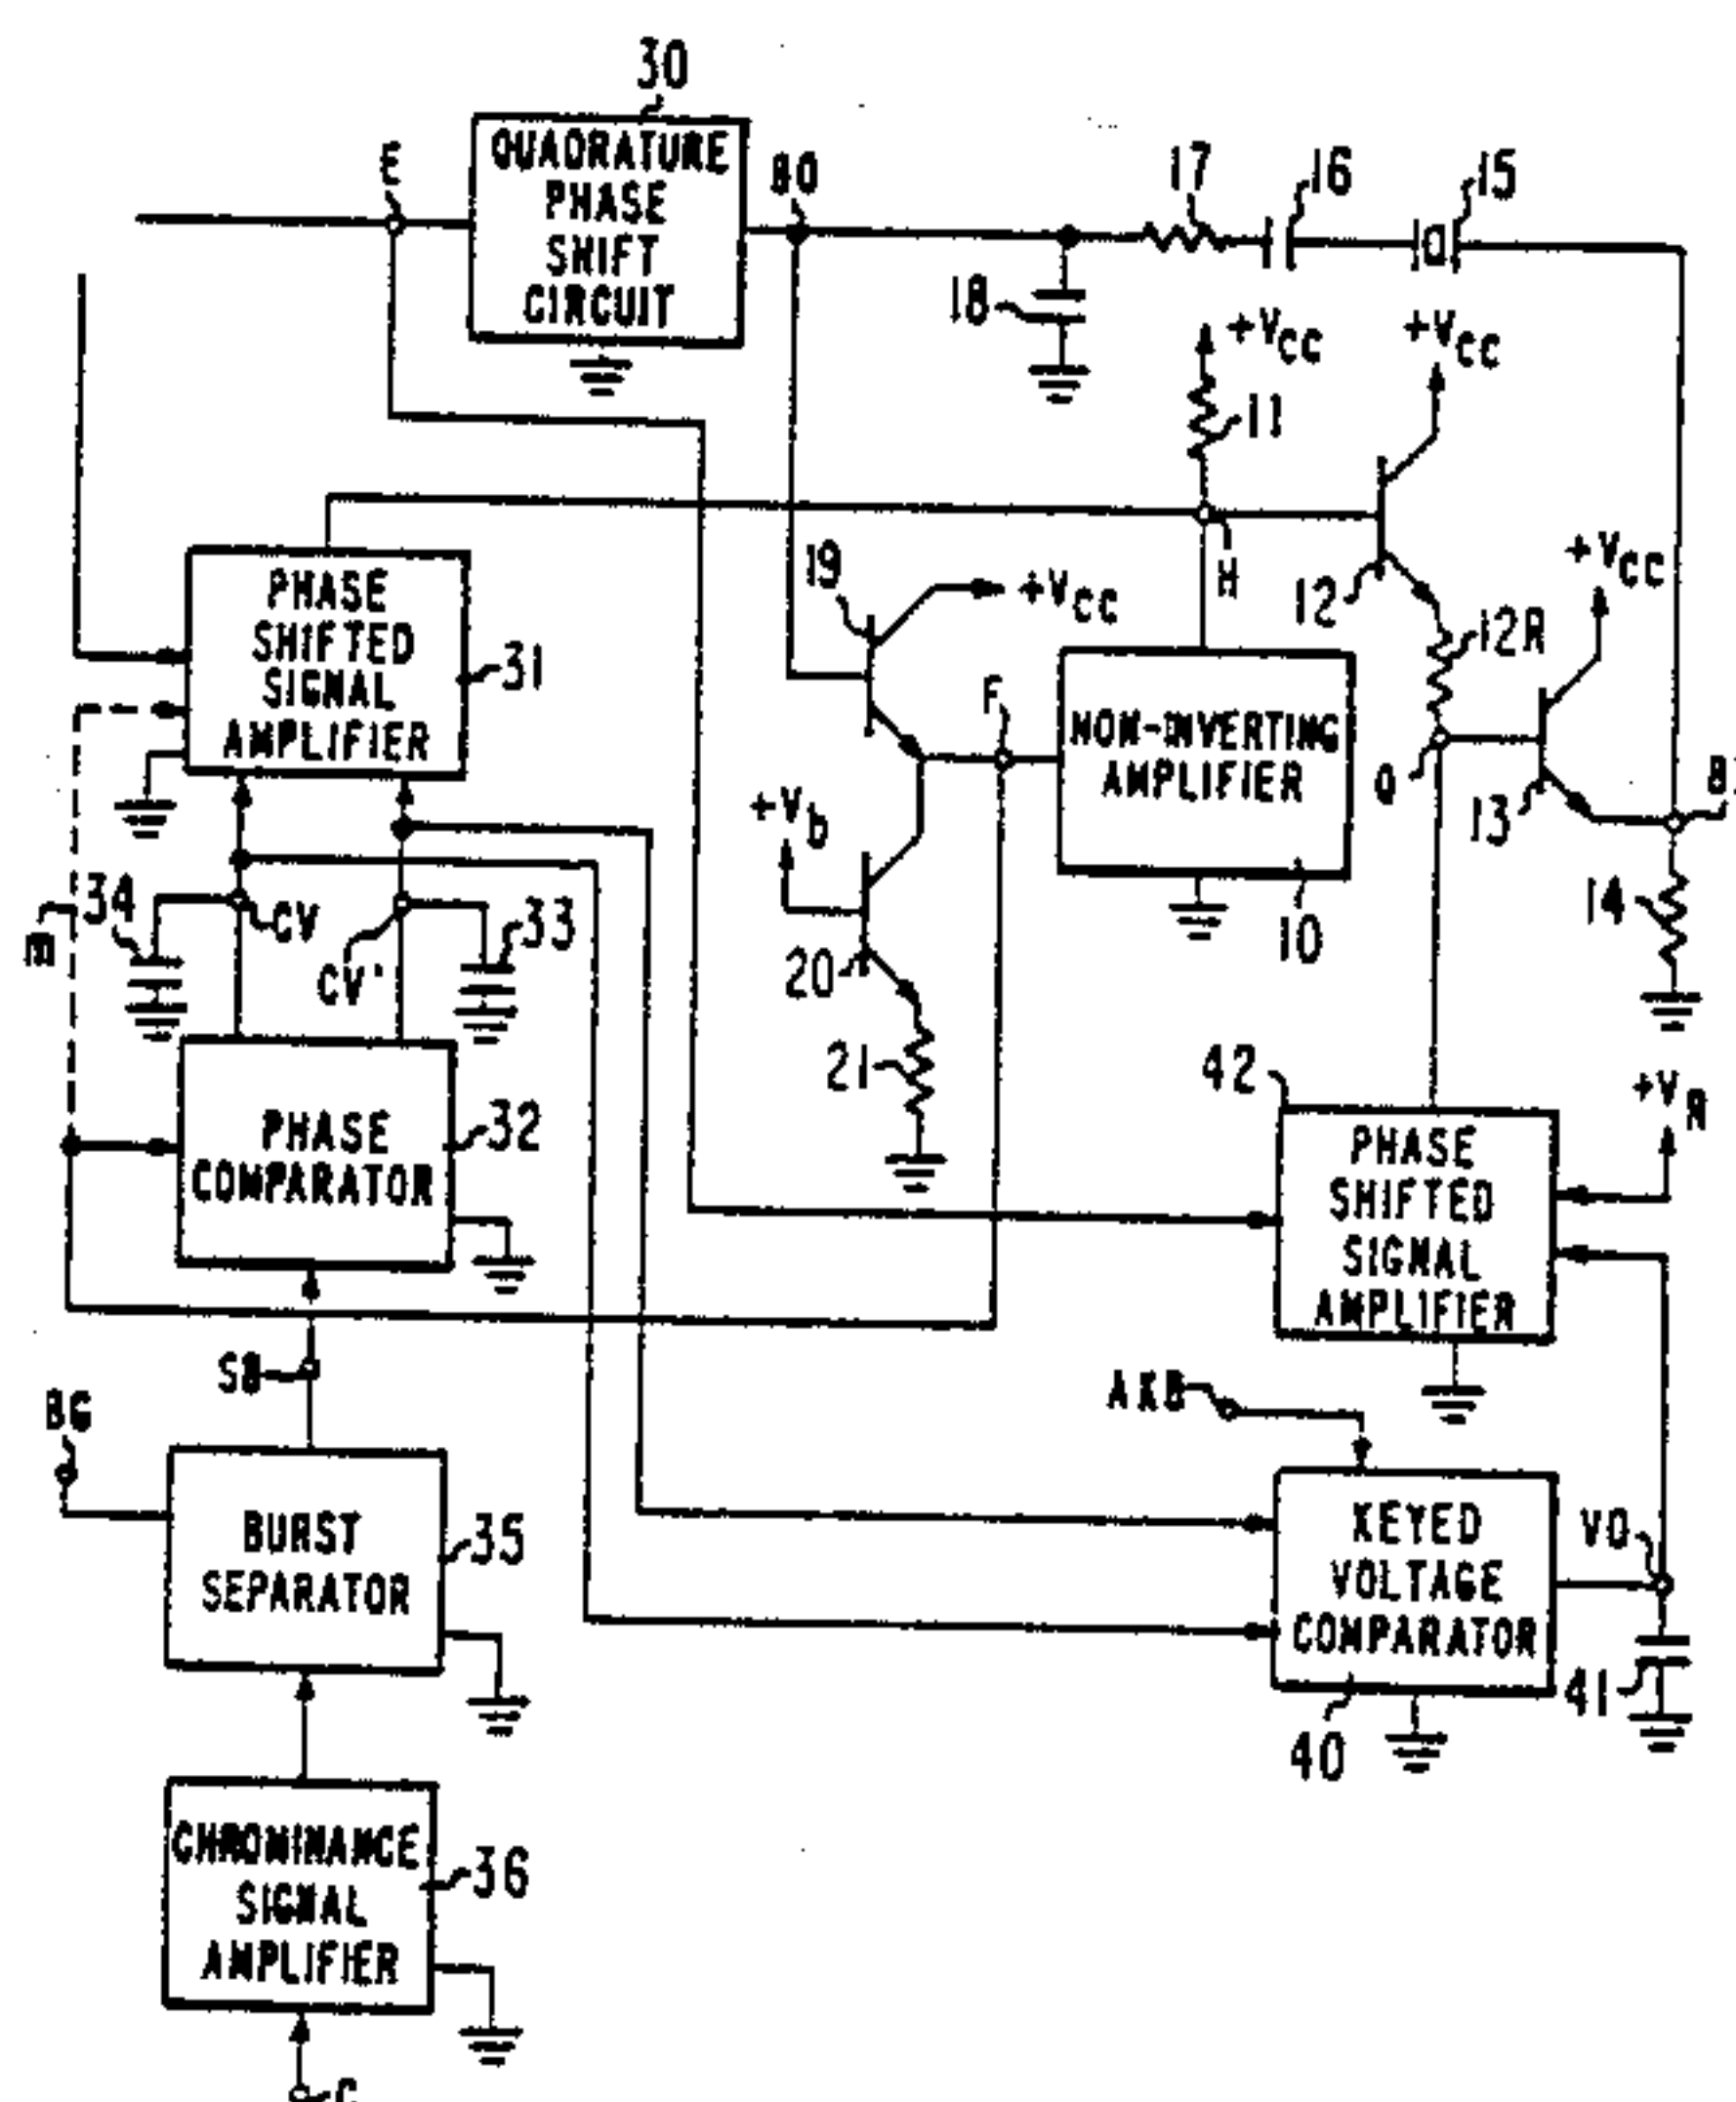 30
QUADRATURE
PHASE
SHIFT
CIRCUIT
E
80
17
16
15
18
+VCC
+VCC
11
H
12
12R
+VCC
PHASE
SHIFTED
SIGNAL
AMPLIFIER
31
19
+VCC
F
NON-INVERTING
AMPLIFIER
10
Q
13
14
+Vb
20
21
34
CV
CV'
33
PHASE
COMPARATOR
32
42
PHASE
SHIFTED
SIGNAL
AMPLIFIER
+VR
SB
BG
BURST
SEPARATOR
35
AKB
KEYED
VOLTAGE
COMPARATOR
VO
41
40
CHROMINANCE
SIGNAL
AMPLIFIER
36
C